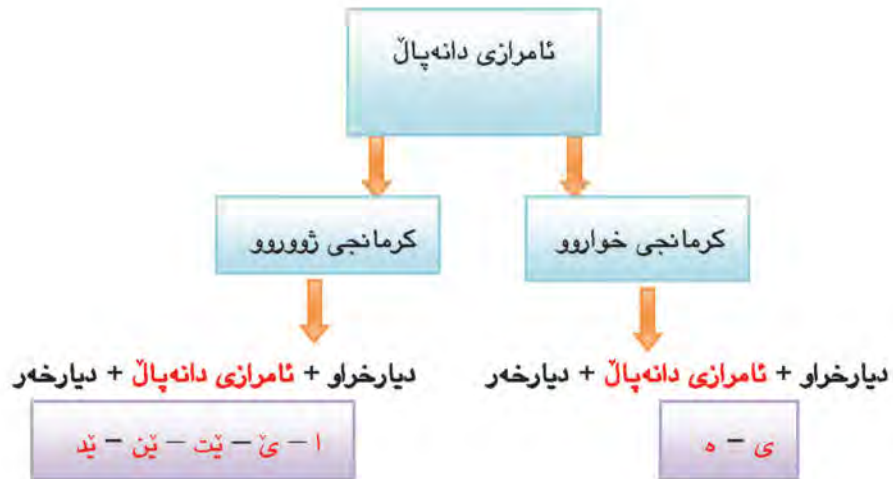 ئامرازی دانەپاڵ
کرمانجی خواروو
کرمانجی ژووروو
دیارخراو + ئامرازی دانەپاڵ + دیارخەر
دیارخراو + ئامرازی دانەپاڵ + دیارخەر
ی – ە
ا – ێ – ێت – ێن – ێد